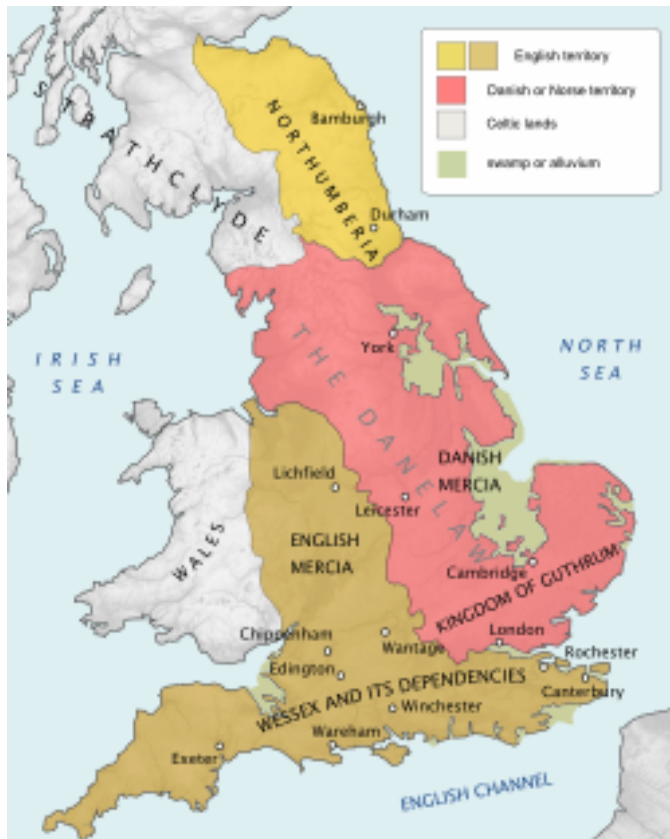 English territory
Danish or Norse territory
Celtic lands
swamp or alluvium
STRATHCLYDE
Bamburgh
NORTHUMBERIA
Durham
York
IRISH
SEA
NORTH
SEA
THE DANELAW
DANISH
MERCIA
Lichfield
Leicester
ENGLISH
MERCIA
WALES
Cambridge
KINGDOM OF GUTHRUM
Chippenham
Wantage
London
Rochester
Edington
Canterbury
WESSEX AND ITS DEPENDENCIES
Winchester
Wareham
Exeter
ENGLISH CHANNEL